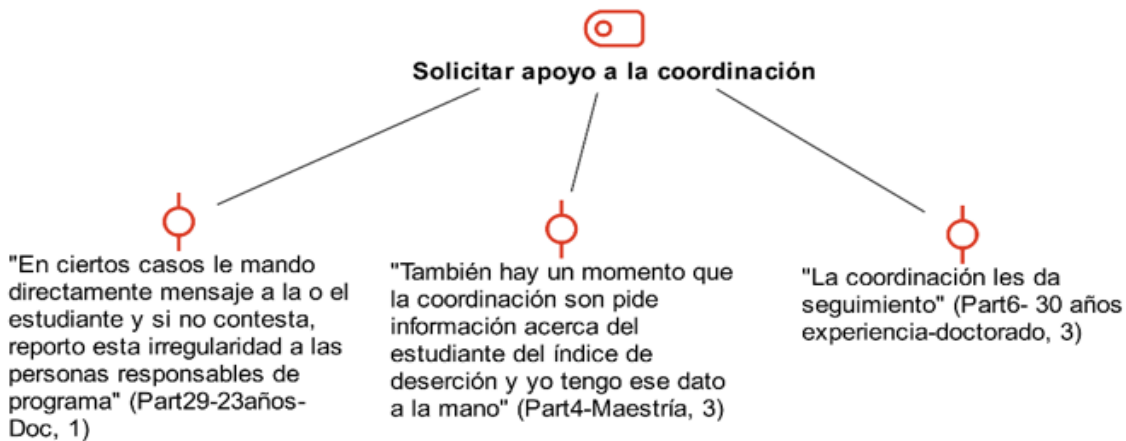 Solicitar apoyo a la coordinación
"En ciertos casos le mando
directamente mensaje a la o el
estudiante y si no contesta,
reporto esta irregularidad a las
personas responsables de
programa" (Part29-23años-
Doc, 1)
"También hay un momento que
la coordinación son pide
información acerca del
estudiante del índice de
deserción y yo tengo ese dato
a la mano" (Part4-Maestría, 3)
"La coordinación les da
seguimiento" (Part6- 30 años
experiencia-doctorado, 3)